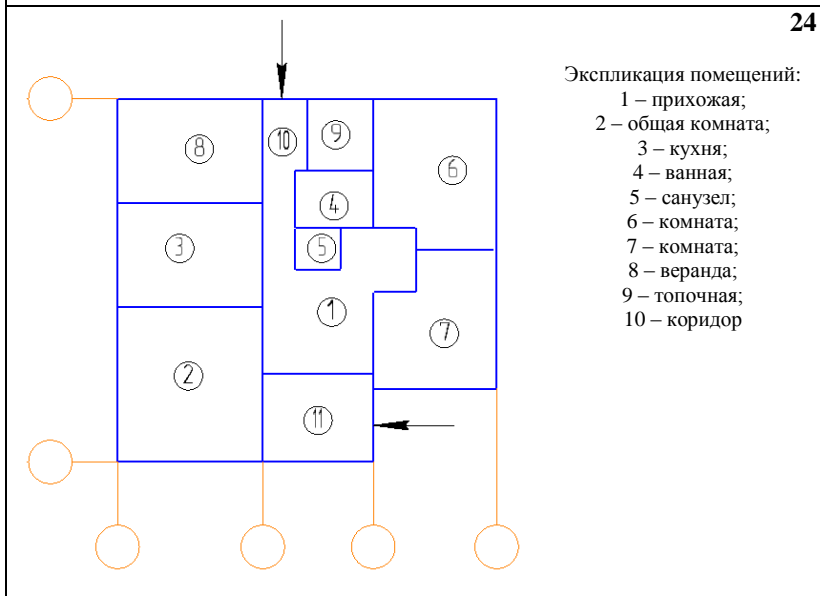 24
Экспликация помещений:
1 – прихожая;
2 – общая комната;
3 – кухня;
4 – ванная;
5 – санузел;
6 – комната;
7 – комната;
8 – веранда;
9 – топочная;
10 – коридор
8
10
9
6
4
3
5
1
7
2
11